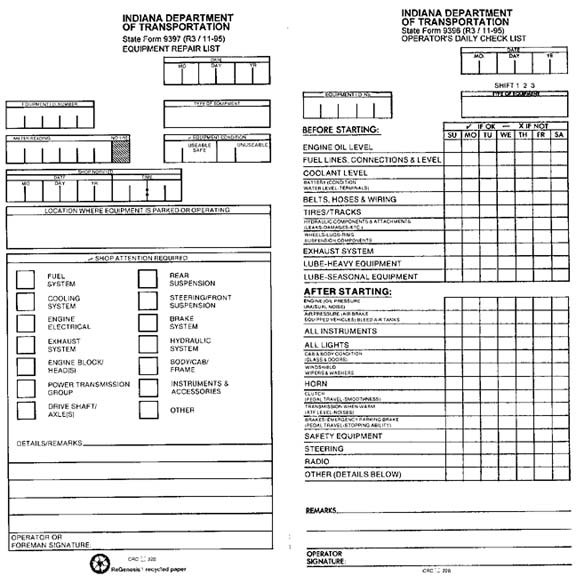 INDIANA DEPARTMENT
OF TRANSPORTATION
State Form 9397 (R3 / 11-95)
EQUIPMENT REPAIR LIST
DATE
MO. DAY YR.
EQUIPMENT ID NUMBER
TYPE OF EQUIPMENT
METER READING
EQUIPMENT CONDITION
USEABLE UNUSEABLE
SAFE
SHOP NOTIFIED
DATE TIME
MO DAY YR
LOCATION WHERE EQUIPMENT IS PARKED OR OPERATING
SHOP ATTENTION REQUIRED
FUEL
SYSTEM
REAR
SUSPENSION
COOLING
SYSTEM
STEERING/FRONT
SUSPENSION
ENGINE
ELECTRICAL
BRAKE
SYSTEM
EXHAUST
SYSTEM
HYDRAULIC
SYSTEM
ENGINE BLOCK/
HEAD(S)
BODY/CAB/
FRAME
POWER TRANSMISSION
GROUP
INSTRUMENTS &
ACCESSORIES
DRIVE SHAFT/
AXLE(S)
OTHER
DETAILS/REMARKS
OPERATOR OR
FOREMAN SIGNATURE:
ReGenesis recycled paper
INDIANA DEPARTMENT
OF TRANSPORTATION
State Form 9396 (R3 / 11-95)
OPERATOR'S DAILY CHECK LIST
DATE
MO. DAY YR
SHIFT 1 2 3
EQUIPMENT I.D. No.
TYPE OF EQUIPMENT
BEFORE STARTING:
✓ IF OK — X IF NOT
SU MO TU WE TH FR SA
ENGINE OIL LEVEL
FUEL LINES, CONNECTIONS & LEVEL
COOLANT LEVEL
BATTERY (CONDITION
WATER LEVEL-TERMINALS)
BELTS, HOSES & WIRING
TIRES/TRACKS
HYDRAULIC COMPONENTS & ATTACHMENTS
(LEAKS-DAMAGES-ETC.)
WHEELS-LUGS-RIMS
SUSPENSION COMPONENTS
EXHAUST SYSTEM
LUBE-HEAVY EQUIPMENT
LUBE-SEASONAL EQUIPMENT
AFTER STARTING:
ENGINE (OIL PRESSURE
UNUSUAL NOISE)
AIR PRESSURE (AIR BRAKE
EQUIPPED VEHICLES) BLEED AIR TANKS
ALL INSTRUMENTS
ALL LIGHTS
CAB & BODY CONDITION
(GLASS & DOORS)
WINDSHIELD
WIPERS & WASHERS
HORN
CLUTCH
(PEDAL TRAVEL-SMOOTHNESS)
TRANSMISSION WHEN WARM
(ATF LEVEL-NOISES)
BRAKES/EMERGENCY PARKING BRAKE
(PEDAL TRAVEL-STOPPING ABILITY)
SAFETY EQUIPMENT
STEERING
RADIO
OTHER (DETAILS BELOW)
REMARKS
OPERATOR
SIGNATURE: